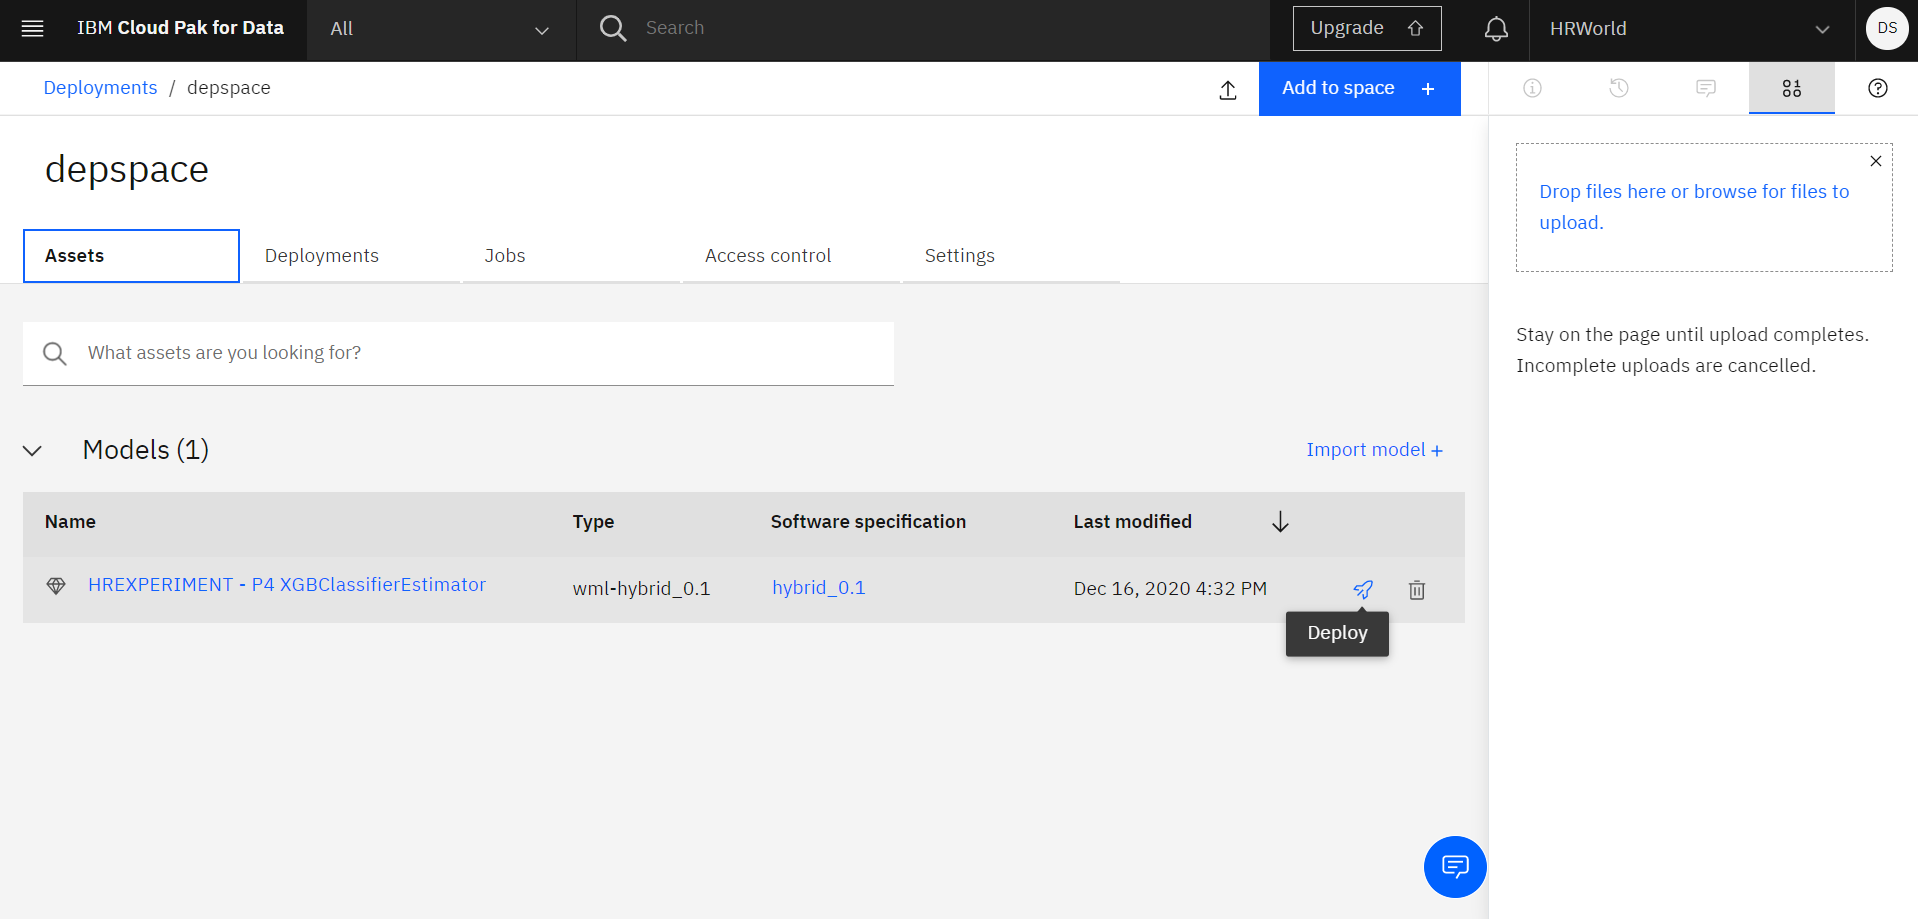 IBM Cloud Pak for Data
All
Search
Upgrade
HRWorld
DS
Deployments / depspace
Add to space +
depspace
Assets
Deployments
Jobs
Access control
Settings
What assets are you looking for?
Models (1)
Import model +
Name
Type
Software specification
Last modified
HREXPERIMENT - P4 XGBClassifierEstimator
wml-hybrid_0.1
hybrid_0.1
Dec 16, 2020 4:32 PM
Deploy
Drop files here or browse for files to
upload.
Stay on the page until upload completes.
Incomplete uploads are cancelled.